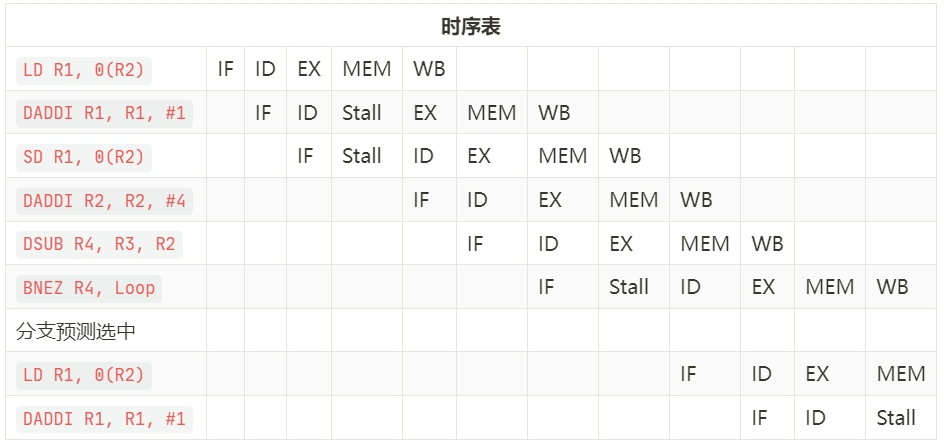 时序表
LD R1, 0(R2) IF ID EX MEM WB
DADDI R1, R1, #1 IF ID Stall EX MEM WB
SD R1, 0(R2) IF Stall ID EX MEM WB
DADDI R2, R2, #4 IF ID EX MEM WB
DSUB R4, R3, R2 IF ID EX MEM WB
BNEZ R4, Loop IF Stall ID EX MEM WB
分支预测选中
LD R1, 0(R2) IF ID EX MEM
DADDI R1, R1, #1 IF ID Stall